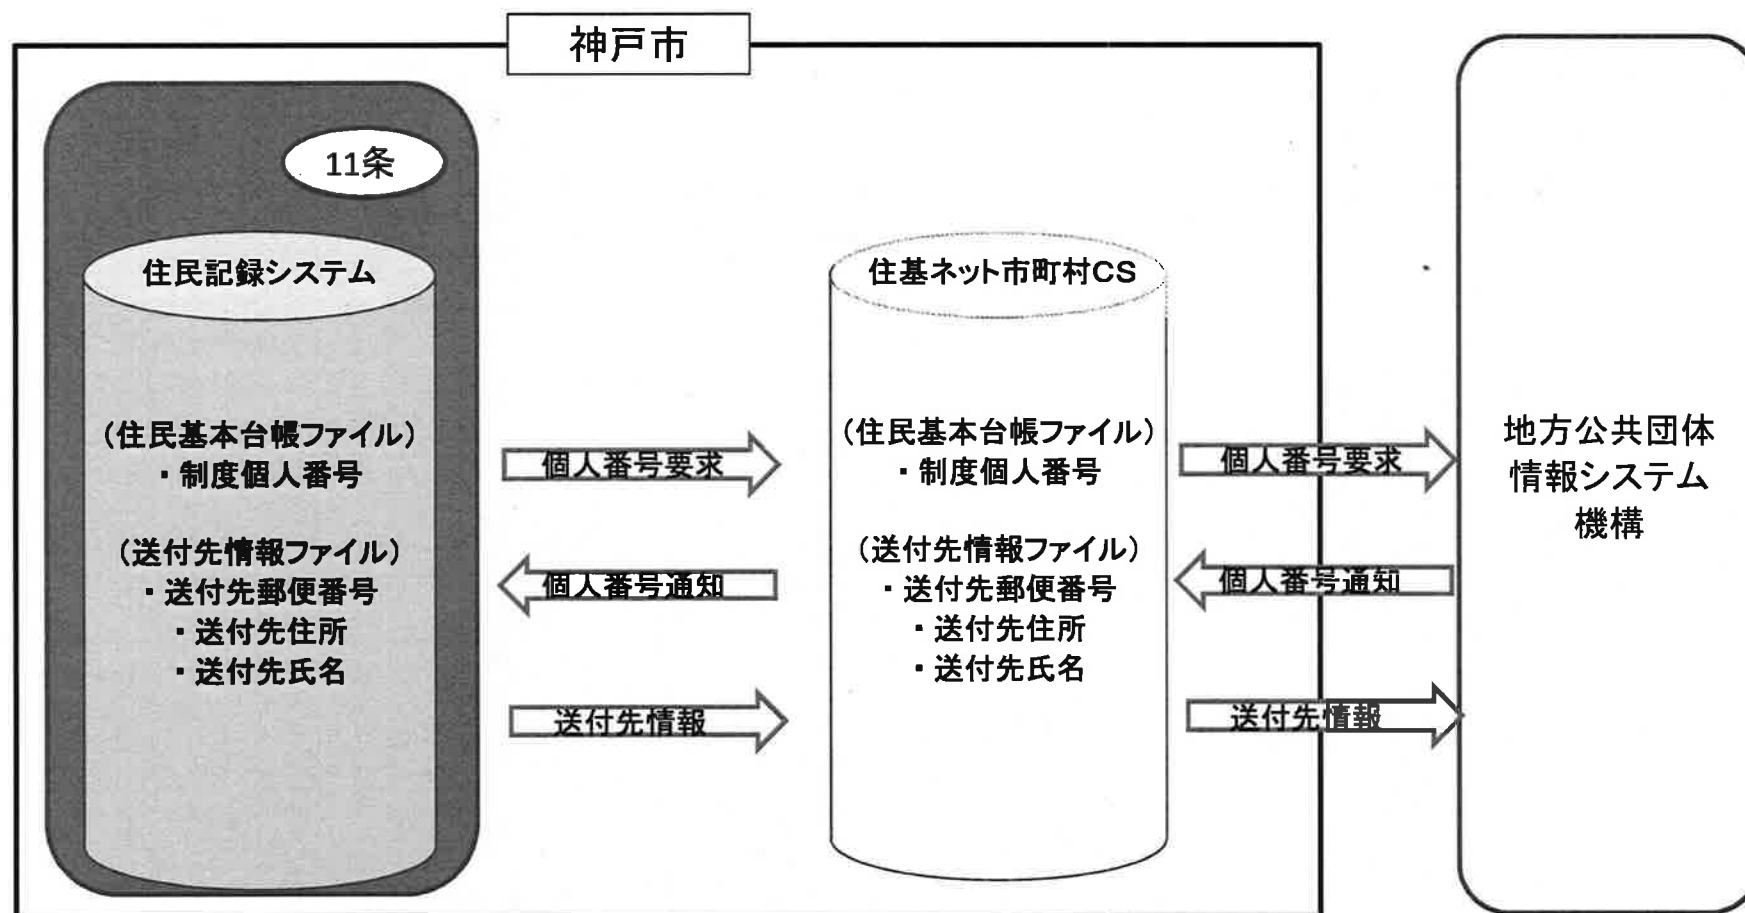 神戸市
11条
住民記録システム
（住民基本台帳ファイル）
・制度個人番号
（送付先情報ファイル）
・送付先郵便番号
・送付先住所
・送付先氏名
個人番号要求
個人番号通知
送付先情報
住基ネット市町村CS
（住民基本台帳ファイル）
・制度個人番号
（送付先情報ファイル）
・送付先郵便番号
・送付先住所
・送付先氏名
個人番号要求
個人番号通知
送付先情報
地方公共団体
情報システム
機構